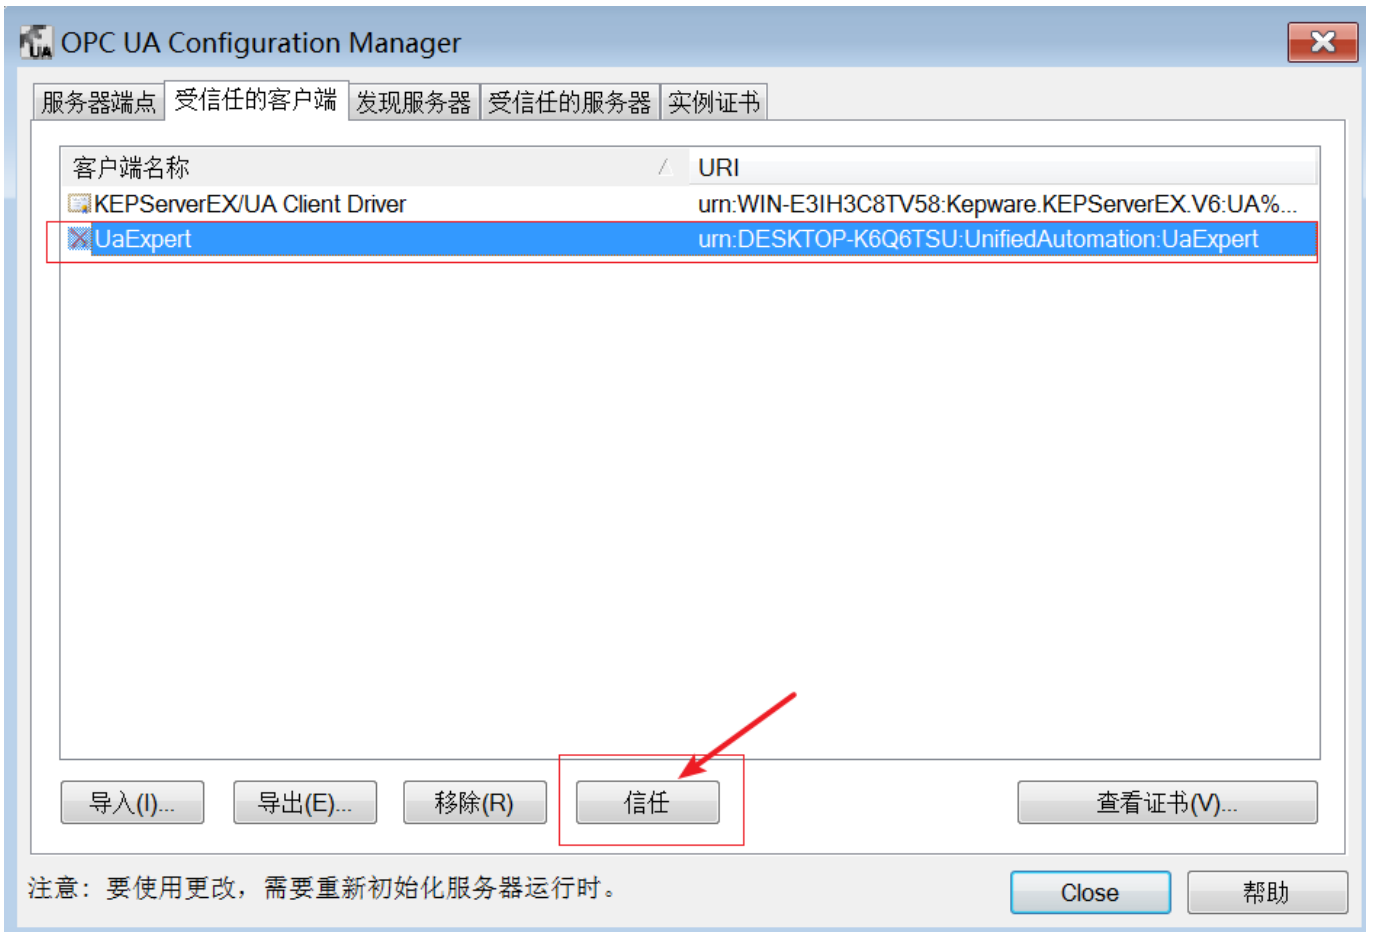 OPC UA Configuration Manager
服务器端点 受信任的客户端 发现服务器 受信任的服务器 实例证书
客户端名称 URI
KEPServerEX/UA Client Driver urn:WIN-E3IH3C8TV58:Kepware.KEPServerEX.V6:UA%...
UaExpert urn:DESKTOP-K6Q6TSU:UnifiedAutomation:UaExpert
导入(I)... 导出(E)... 移除(R) 信任 查看证书(V)...
注意: 要使用更改，需要重新初始化服务器运行时。
Close 帮助